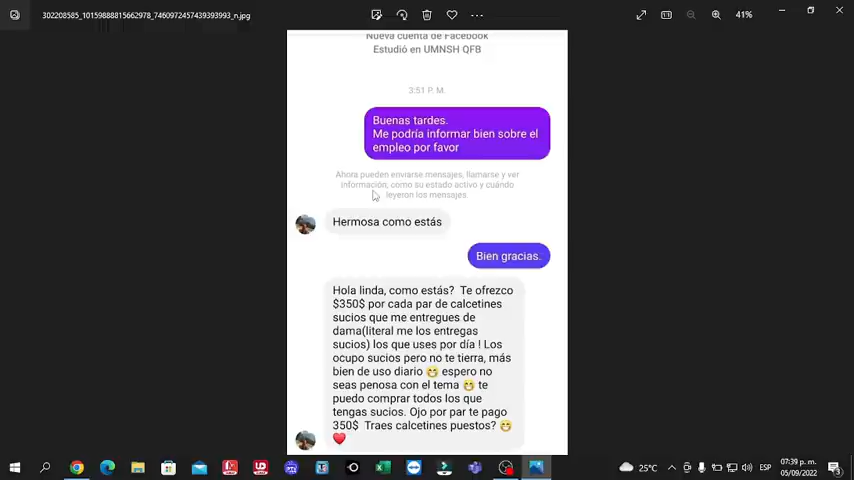 302208585_10159888815662978_7460972457439393993_n.jpg
41%
Nueva cuenta de Facebook
Estudió en UMNSH QFB
3:51 P. M.
Buenas tardes.
Me podría informar bien sobre el
empleo por favor
Ahora pueden enviarse mensajes, llamarse y ver
información; como su estado activo y cuándo
leyeron los mensajes.
Hermosa como estás
Bien gracias.
Hola linda, como estás?  Te ofrezco
$350$ por cada par de calcetines
sucios que me entregues de
dama(literal me los entregas
sucios) los que uses por día ! Los
ocupo sucios pero no te tierra, más
bien de uso diario 😁 espero no
seas penosa con el tema 😁 te
puedo comprar todos los que
tengas sucios. Ojo por par te pago
350$  Traes calcetines puestos? 😁
❤️
25°C
ESP
07:39 p. m.
05/09/2022